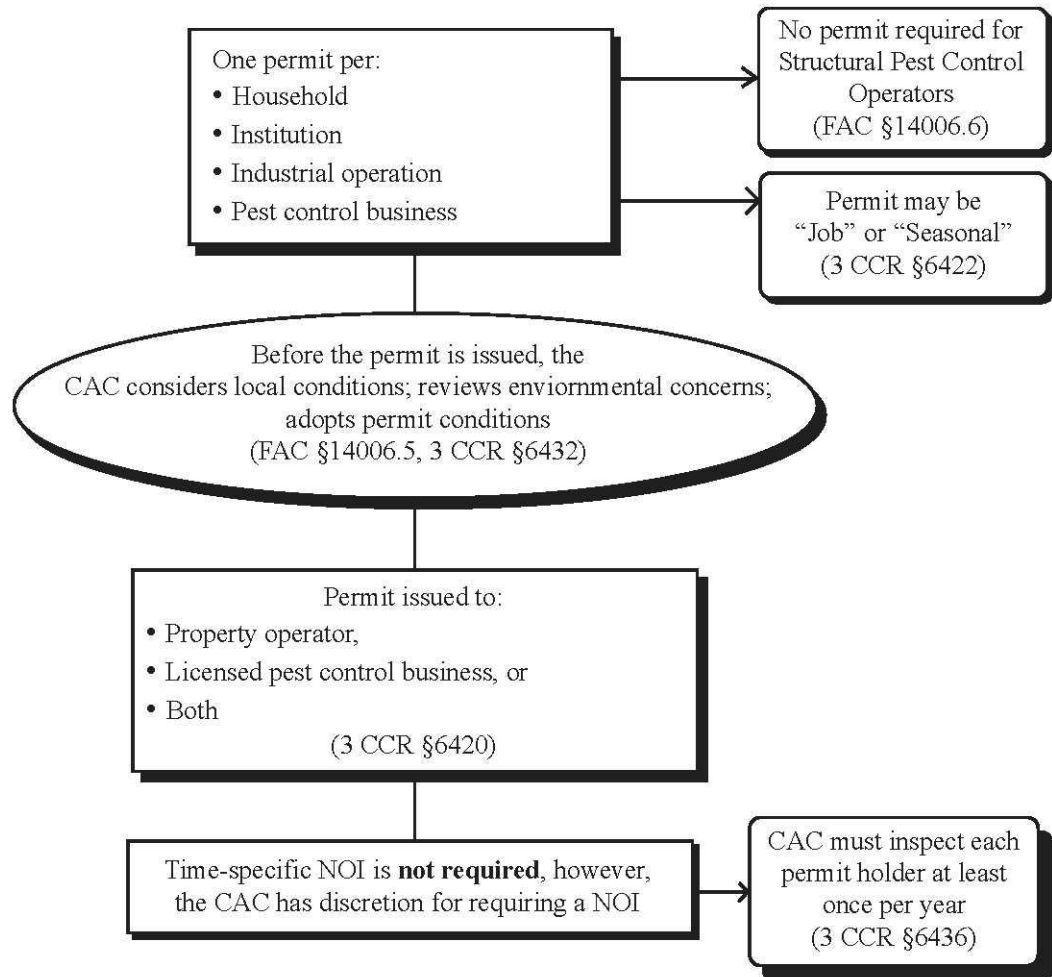 One permit per:
• Household
• Institution
• Industrial operation
• Pest control business
No permit required for
Structural Pest Control
Operators
(FAC §14006.6)
Permit may be
“Job” or “Seasonal”
(3 CCR §6422)
Before the permit is issued, the
CAC considers local conditions; reviews enviornmental concerns;
adopts permit conditions
(FAC §14006.5, 3 CCR §6432)
Permit issued to:
• Property operator,
• Licensed pest control business, or
• Both
(3 CCR §6420)
Time-specific NOI is not required, however,
the CAC has discretion for requiring a NOI
CAC must inspect each
permit holder at least
once per year
(3 CCR §6436)